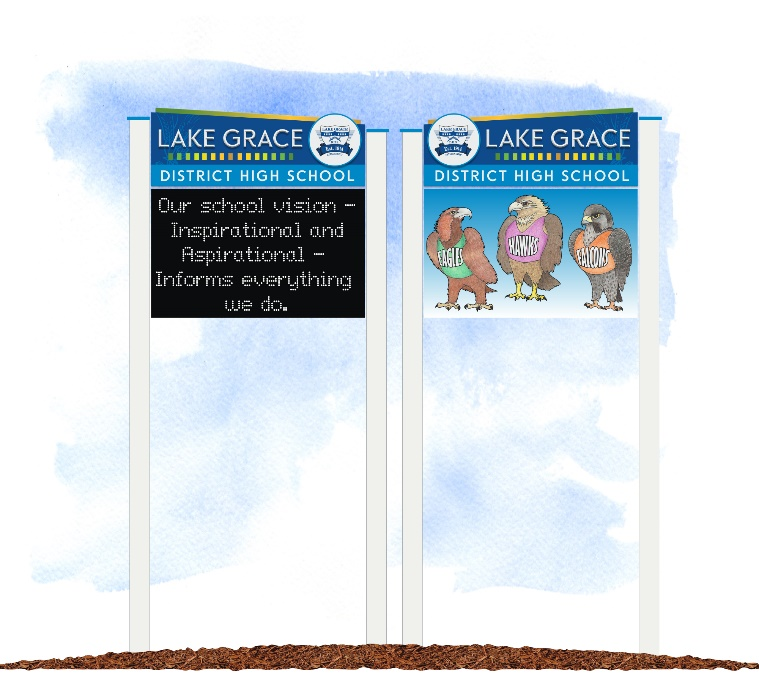 LAKE GRACE
DISTRICT HIGH SCHOOL
Our school vision -
Inspirational and
Aspirational -
Informs everything
we do.
LAKE GRACE
DISTRICT HIGH SCHOOL
EAGLES
HAWKS
FALCONS